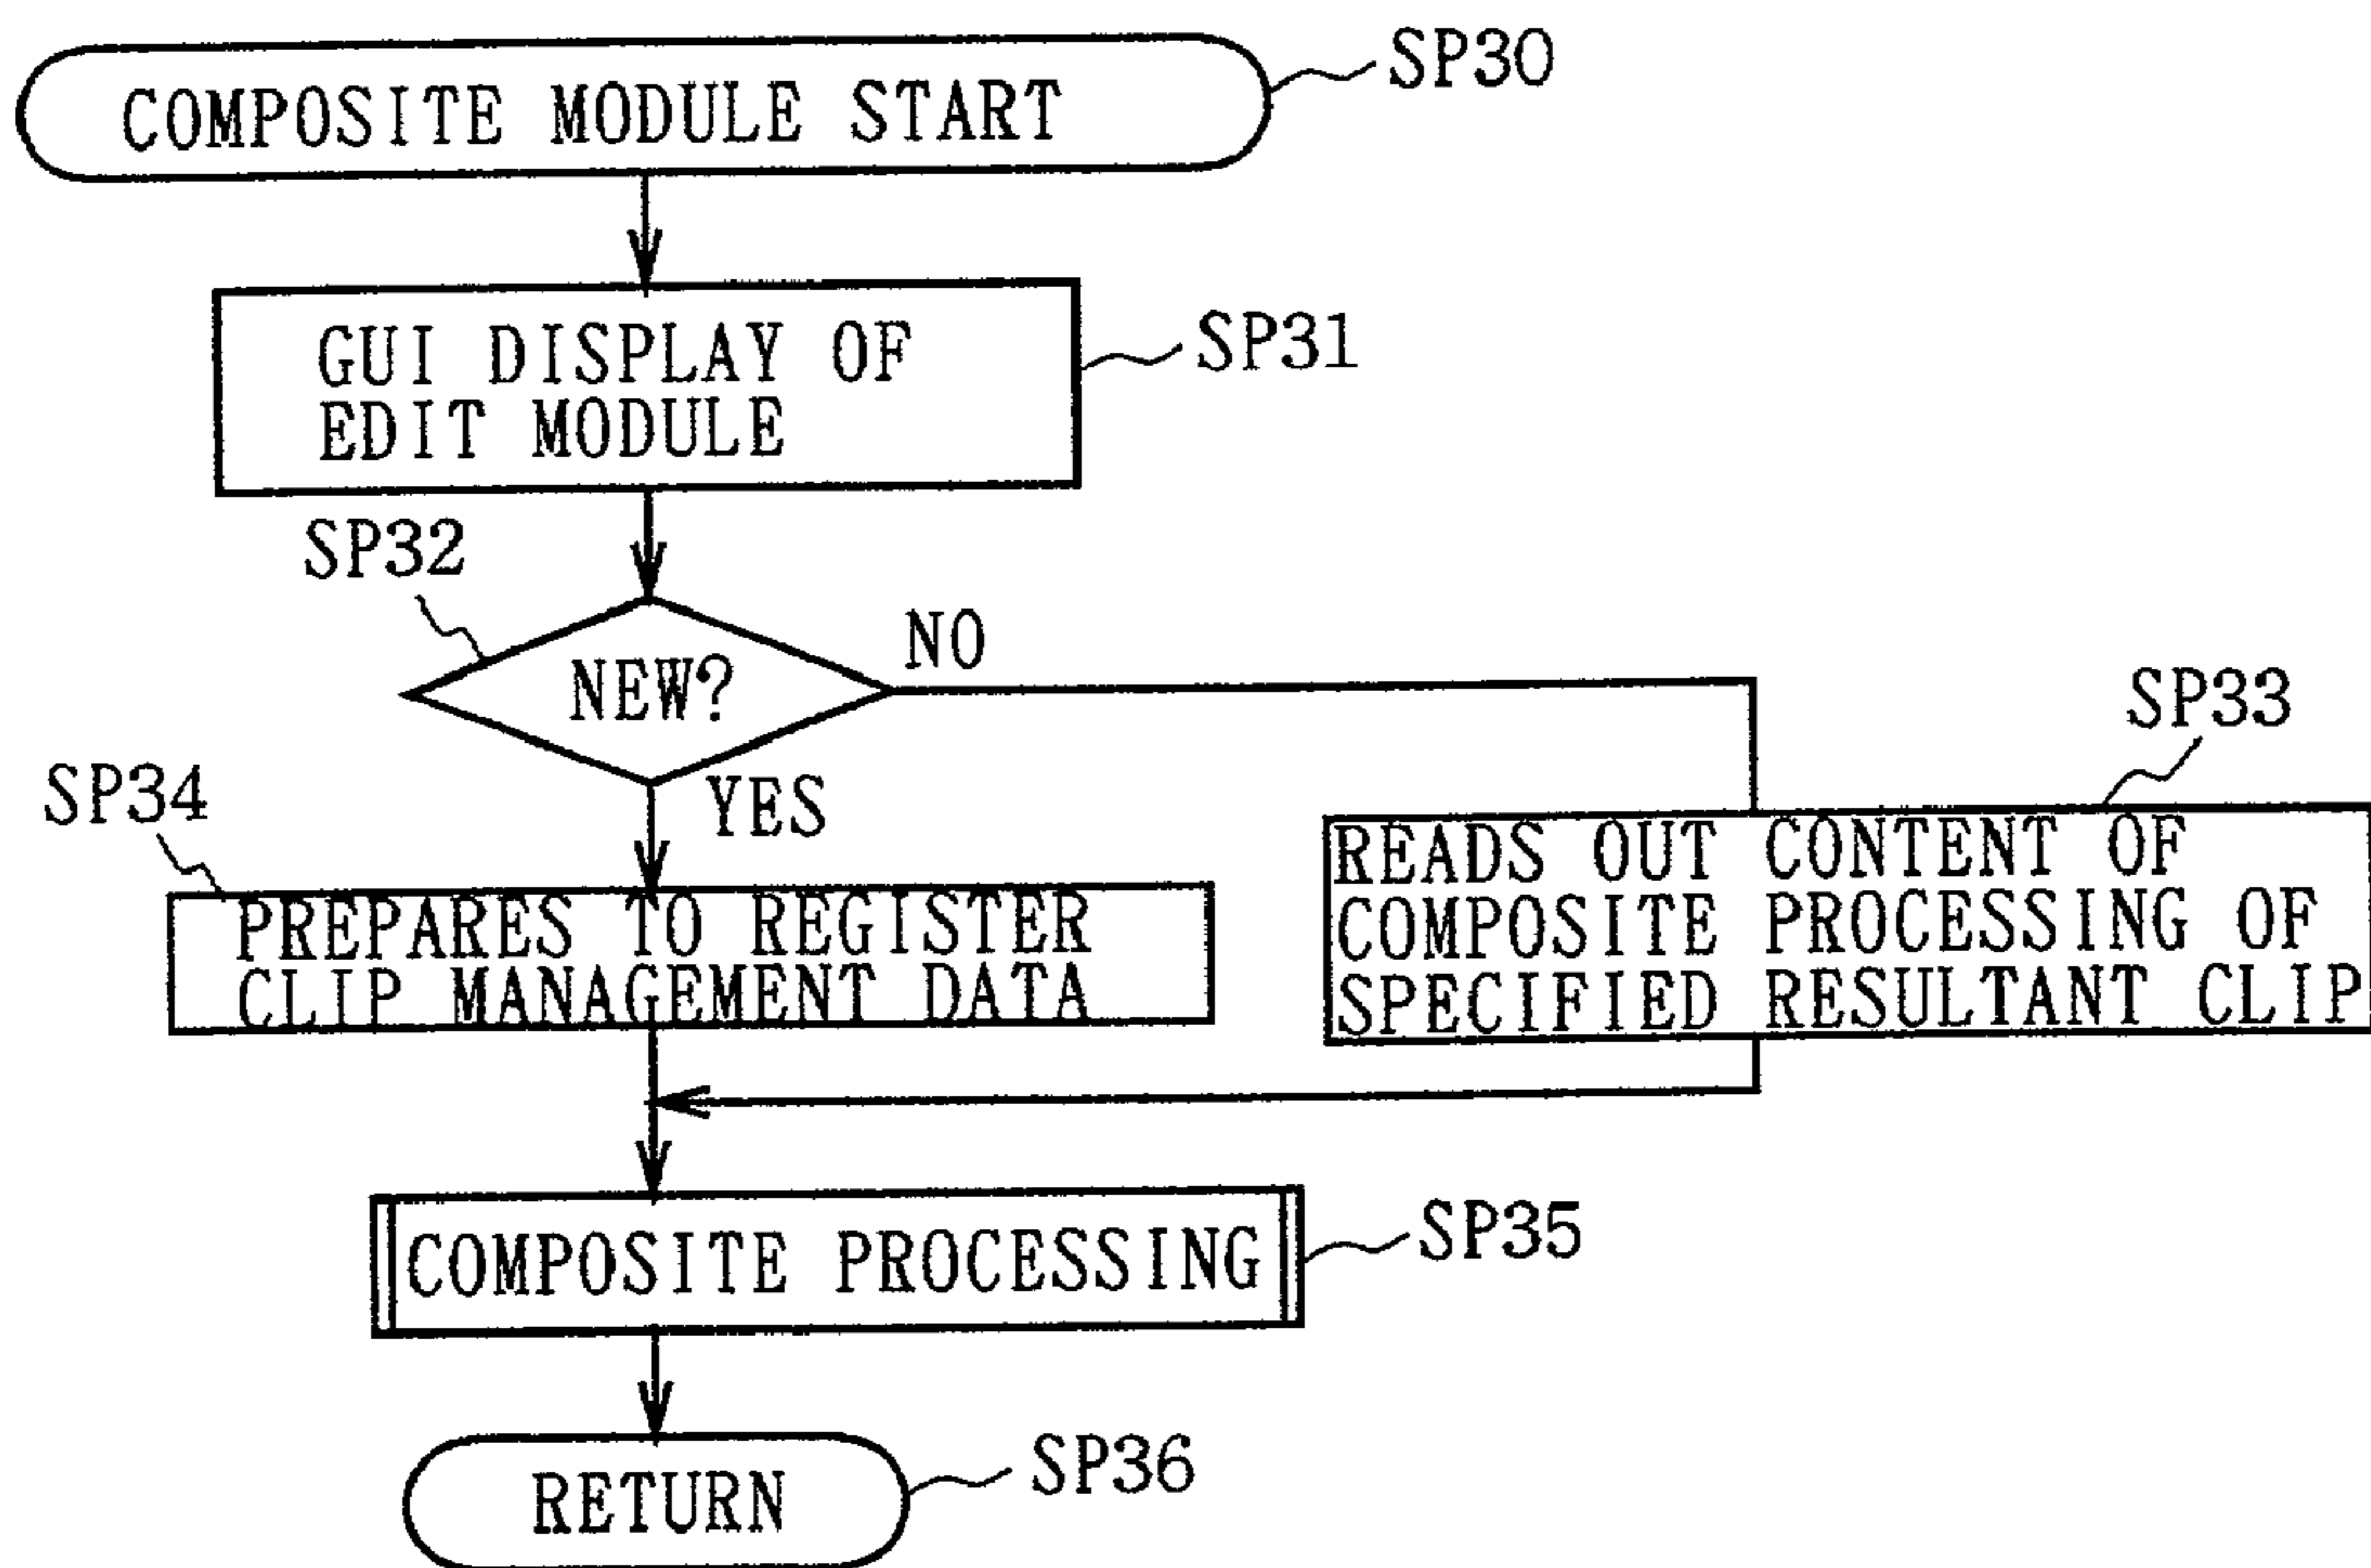 COMPOSITE MODULE START
SP30
GUI DISPLAY OF
EDIT MODULE
SP31
SP32
NEW?
NO
YES
SP33
READS OUT CONTENT OF
COMPOSITE PROCESSING OF
SPECIFIED RESULTANT CLIP
SP34
PREPARES TO REGISTER
CLIP MANAGEMENT DATA
COMPOSITE PROCESSING
SP35
RETURN
SP36